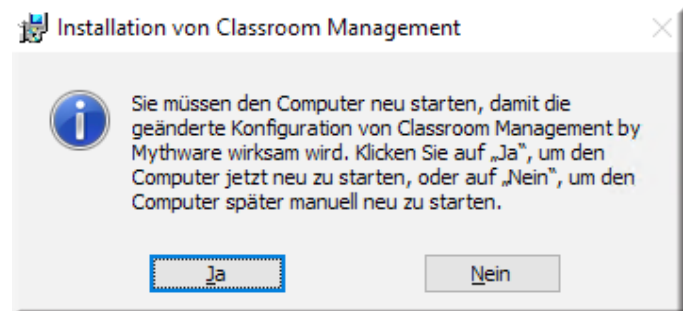 Installation von Classroom Management
Sie müssen den Computer neu starten, damit die
geänderte Konfiguration von Classroom Management by
Mythware wirksam wird. Klicken Sie auf „Ja“, um den
Computer jetzt neu zu starten, oder auf „Nein“, um den
Computer später manuell neu zu starten.
Ja
Nein